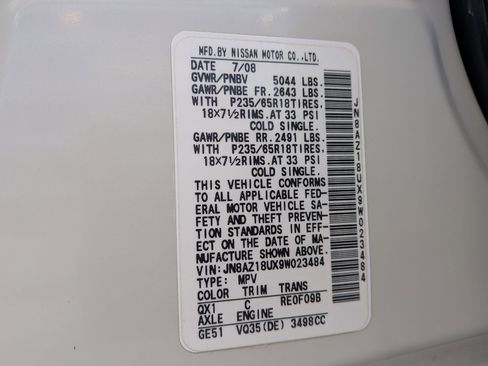 MFD.BY NISSAN MOTOR CO.,LTD.
DATE 7/08
GVWR/PNBV 5044 LBS.
GAWR/PNBE FR. 2643 LBS.
WITH P235/65R18TIRES.
18×7½RIMS.AT 33 PSI
COLD SINGLE.
GAWR/PNBE RR. 2491 LBS.
WITH P235/65R18TIRES.
18×7½RIMS.AT 33 PSI
COLD SINGLE.
THIS VEHICLE CONFORMS
TO ALL APPLICABLE FED-
ERAL MOTOR VEHICLE SA-
FETY AND THEFT PREVEN-
TION STANDARDS IN EFF-
ECT ON THE DATE OF MA-
NUFACTURE SHOWN ABOVE.
VIN: JN8AZ18UX9W023484
TYPE: MPV
COLOR TRIM TRANS
QX1 C RE0F09B
AXLE ENGINE
GE51 VQ35(DE) 3498CC
JN8AZ18UX9W023484